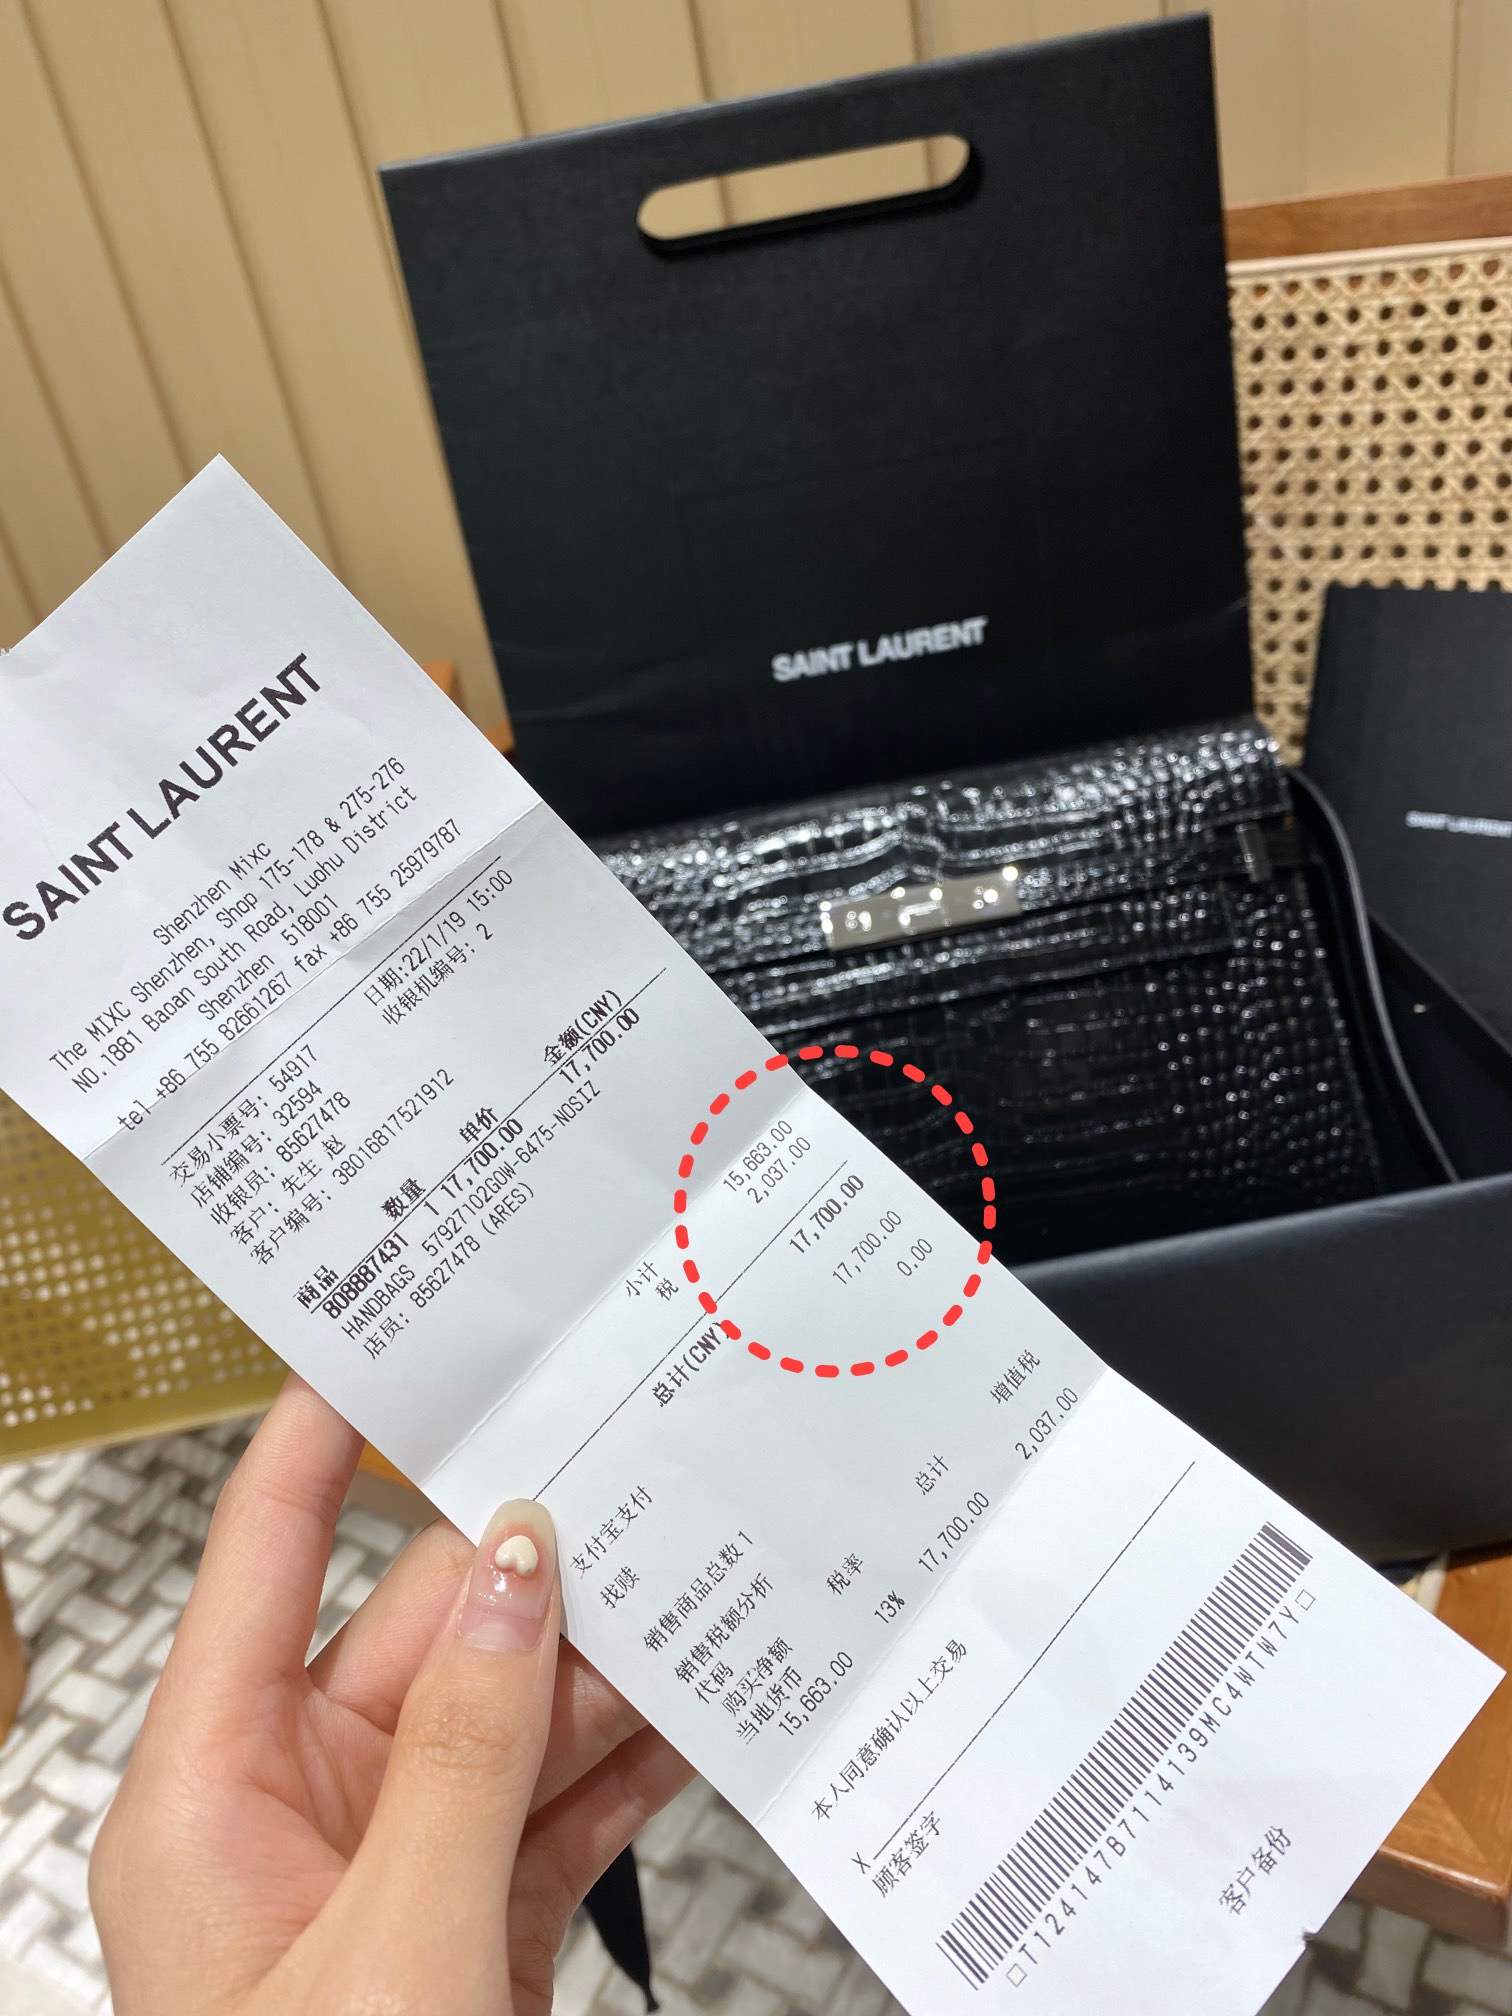 SAINT LAURENT
SAINT LAURENT
SAINT LAURENT
Shenzhen Mixc
The MIXC Shenzhen, Shop 175-178 & 275-276
NO.1881 Baoan South Road, Luohu District
Shenzhen 518001
tel +86 755 82661267 fax +86 755 25979787
交易小票号: 54917 日期:22/1/19 15:00
店铺编号: 32594 收银机编号: 2
收银员: 85627478
客户: 先生 赵
客户编号: 3801681752191​2
商品 数量 单价 金额(CNY)
808887431 1 17,700.00 17,700.00
HANDBAGS 57927102G0W-6475-NOSIZ
店员: 85627478 (ARES)
小计 15,663.00
税 2,037.00
总计(CNY) 17,700.00
支付宝支付 17,700.00
找赎 0.00
销售商品总数 1
销售税额分析
代码 税率 总计 增值税
购买净额 13% 17,700.00 2,037.00
当地货币
15,663.00
本人同意确认以上交易
X
顾客签字
T124147B7114139MC4WTW7Y
客户备份